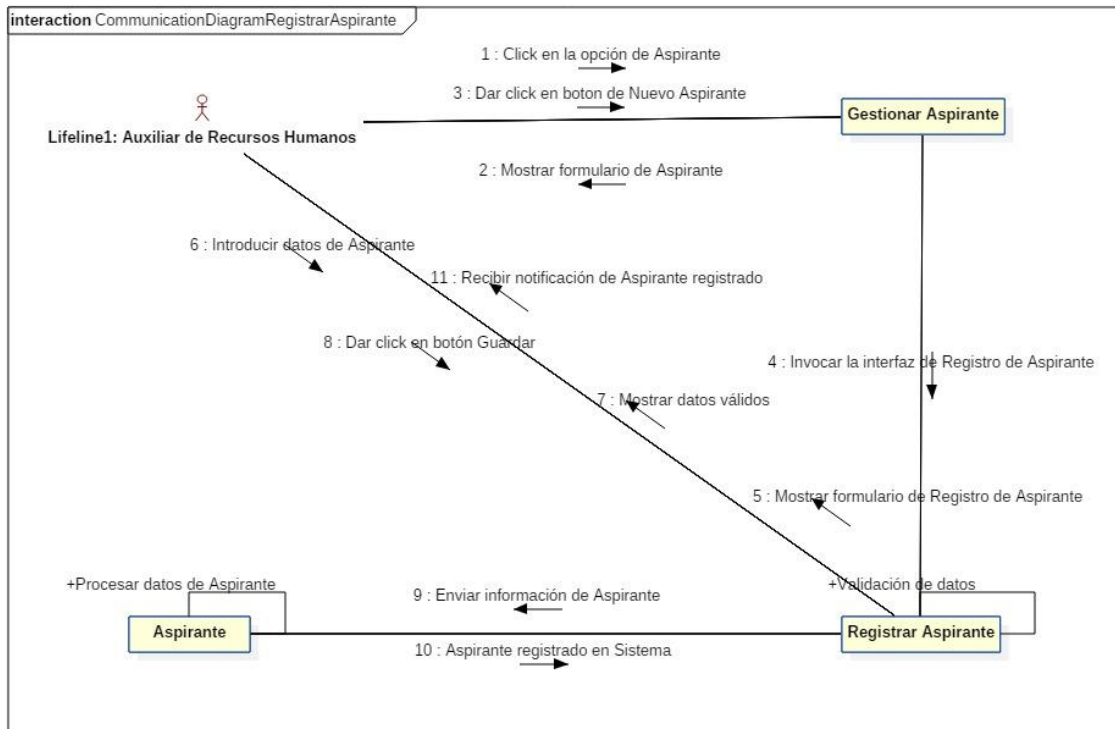 interaction CommunicationDiagramRegistrarAspirante
1 : Click en la opción de Aspirante
3 : Dar click en boton de Nuevo Aspirante
Gestionar Aspirante
Lifeline1: Auxiliar de Recursos Humanos
2 : Mostrar formulario de Aspirante
6 : Introducir datos de Aspirante
11 : Recibir notificación de Aspirante registrado
8 : Dar click en botón Guardar
4 : Invocar la interfaz de Registro de Aspirante
7 : Mostrar datos válidos
5 : Mostrar formulario de Registro de Aspirante
+Procesar datos de Aspirante
+Validación de datos
9 : Enviar información de Aspirante
Aspirante
Registrar Aspirante
10 : Aspirante registrado en Sistema